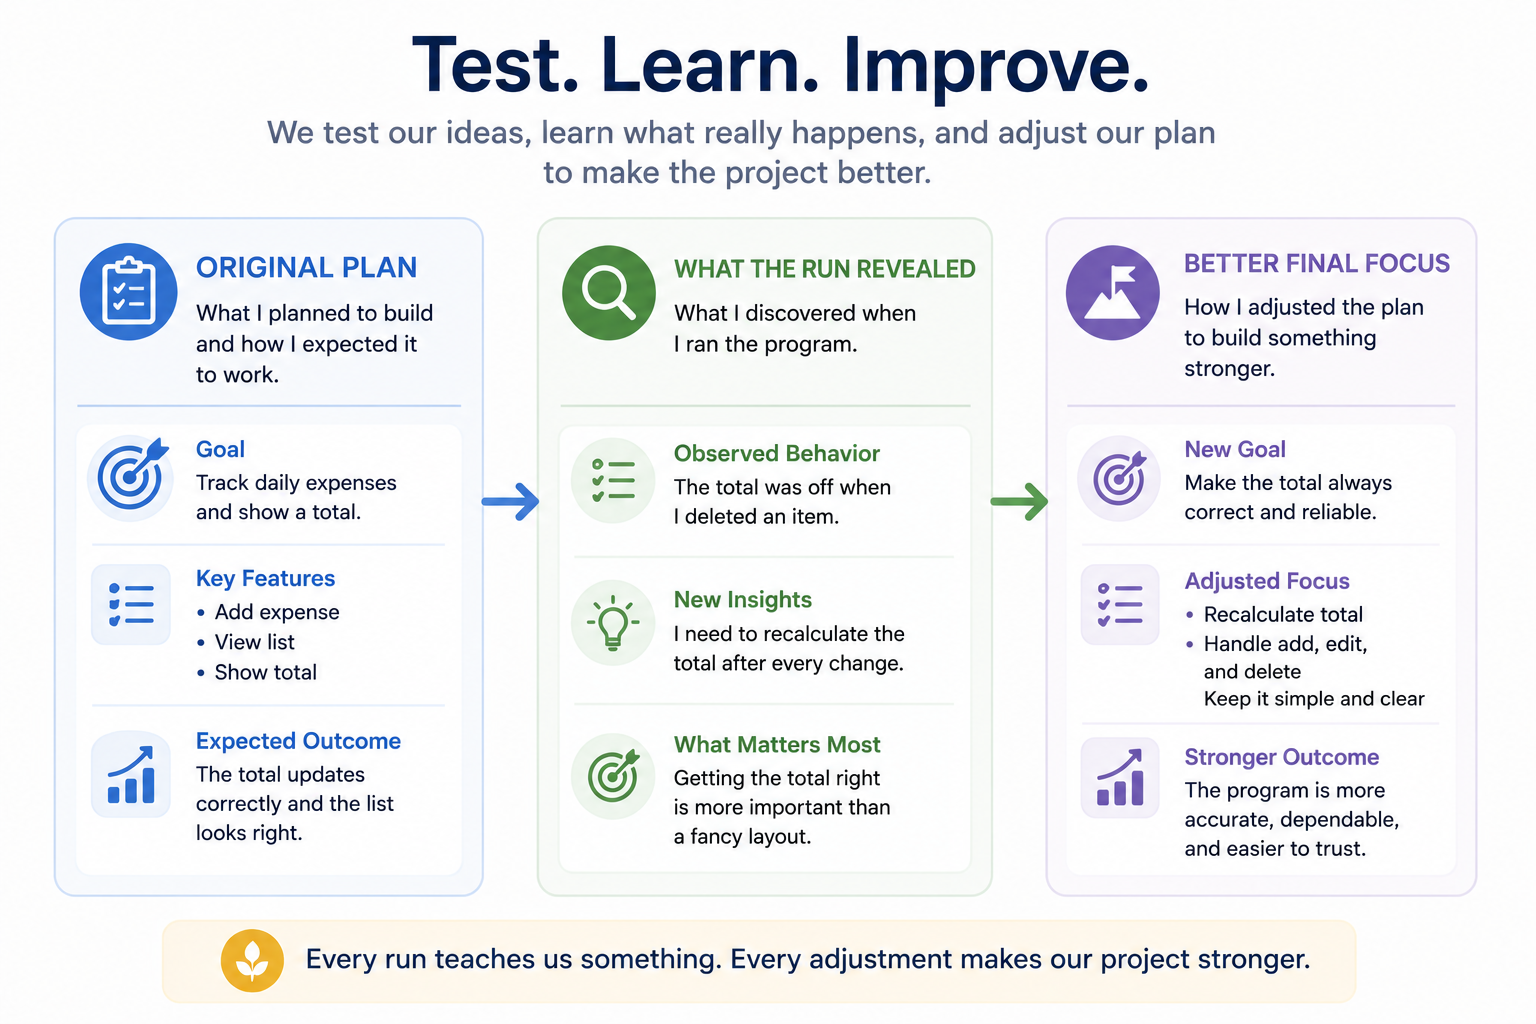 Test. Learn. Improve.
We test our ideas, learn what really happens, and adjust our plan
to make the project better.
ORIGINAL PLAN
What I planned to build
and how I expected it
to work.
Goal
Track daily expenses
and show a total.
Key Features
• Add expense
• View list
• Show total
Expected Outcome
The total updates
correctly and the list
looks right.
WHAT THE RUN REVEALED
What I discovered when
I ran the program.
Observed Behavior
The total was off when
I deleted an item.
New Insights
I need to recalculate the
total after every change.
What Matters Most
Getting the total right
is more important than
a fancy layout.
BETTER FINAL FOCUS
How I adjusted the plan
to build something
stronger.
New Goal
Make the total always
correct and reliable.
Adjusted Focus
• Recalculate total
• Handle add, edit,
and delete
Keep it simple and clear
Stronger Outcome
The program is more
accurate, dependable,
and easier to trust.
Every run teaches us something. Every adjustment makes our project stronger.